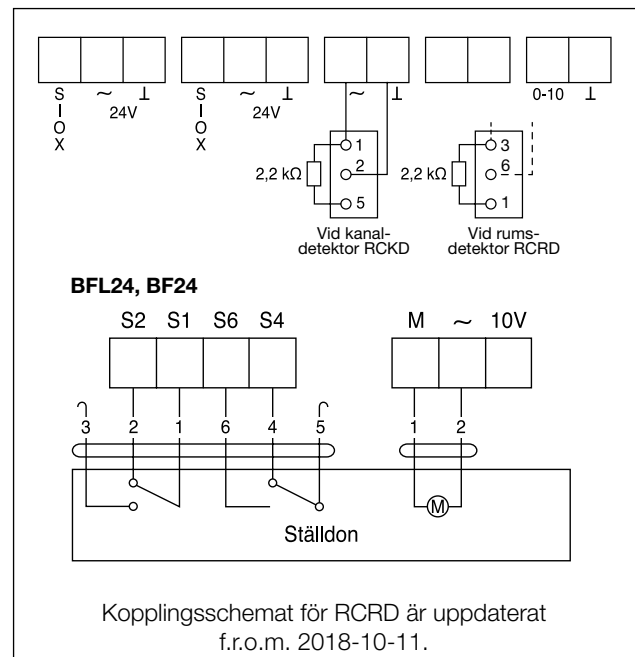 S ~ ⊥ S ~ ⊥ ~ ⊥ 0-10 ⊥
I 24V I 24V
O O
X X
1 3
2,2 kΩ 2 2,2 kΩ 6
5 1
Vid kanal-
detektor RCKD
Vid rums-
detektor RCRD
BFL24, BF24
S2 S1 S6 S4 M ~ 10V
3 2 1 6 4 5 1 2
M
Ställdon
Kopplingsschemat för RCRD är uppdaterat
f.r.o.m. 2018-10-11.